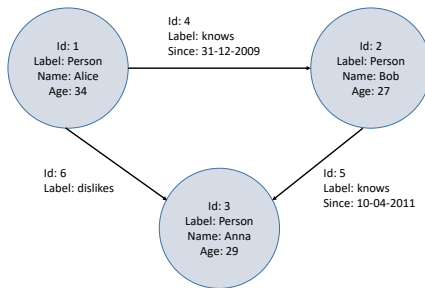 Id: 4
Label: knows
Since: 31-12-2009
Id: 1
Label: Person
Name: Alice
Age: 34
Id: 2
Label: Person
Name: Bob
Age: 27
Id: 6
Label: dislikes
Id: 5
Label: knows
Since: 10-04-2011
Id: 3
Label: Person
Name: Anna
Age: 29